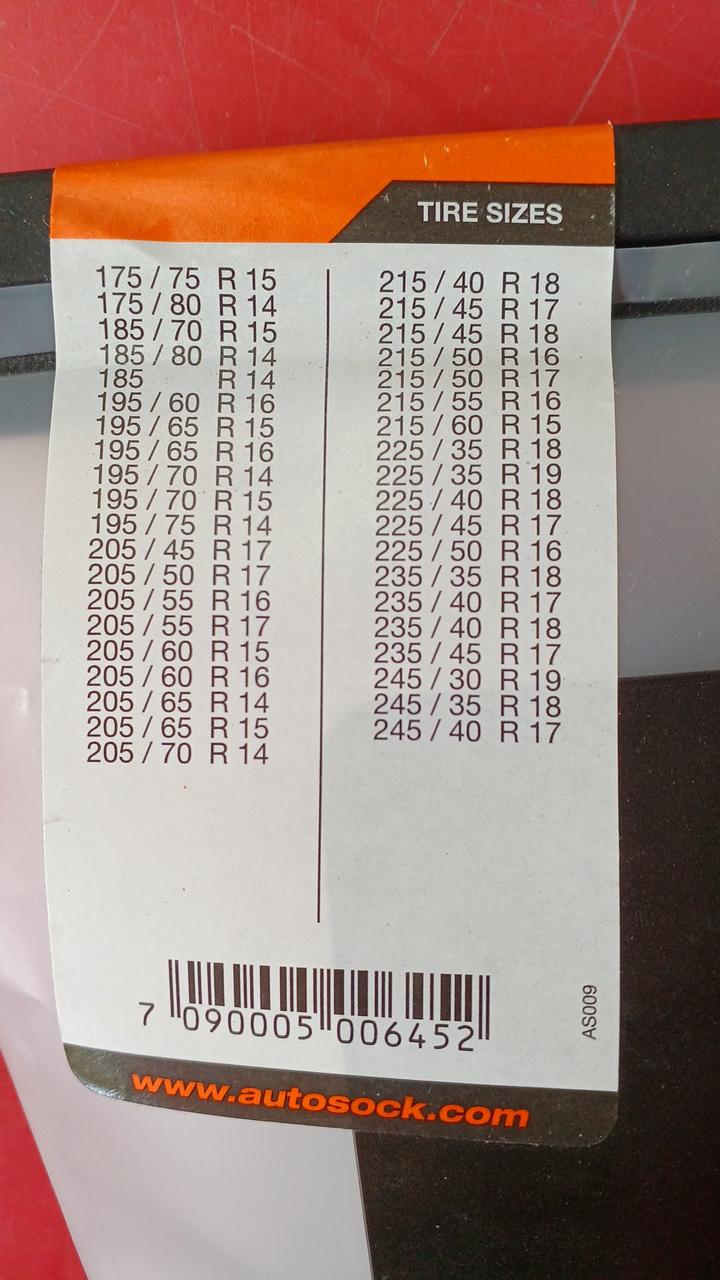 TIRE SIZES
175 / 75 R 15
175 / 80 R 14
185 / 70 R 15
185 / 80 R 14
185 R 14
195 / 60 R 16
195 / 65 R 15
195 / 65 R 16
195 / 70 R 14
195 / 70 R 15
195 / 75 R 14
205 / 45 R 17
205 / 50 R 17
205 / 55 R 16
205 / 55 R 17
205 / 60 R 15
205 / 60 R 16
205 / 65 R 14
205 / 65 R 15
205 / 70 R 14
215 / 40 R 18
215 / 45 R 17
215 / 45 R 18
215 / 50 R 16
215 / 50 R 17
215 / 55 R 16
215 / 60 R 15
225 / 35 R 18
225 / 35 R 19
225 / 40 R 18
225 / 45 R 17
225 / 50 R 16
235 / 35 R 18
235 / 40 R 17
235 / 40 R 18
235 / 45 R 17
245 / 30 R 19
245 / 35 R 18
245 / 40 R 17
7 090005 006452
AS009
www.autosock.com